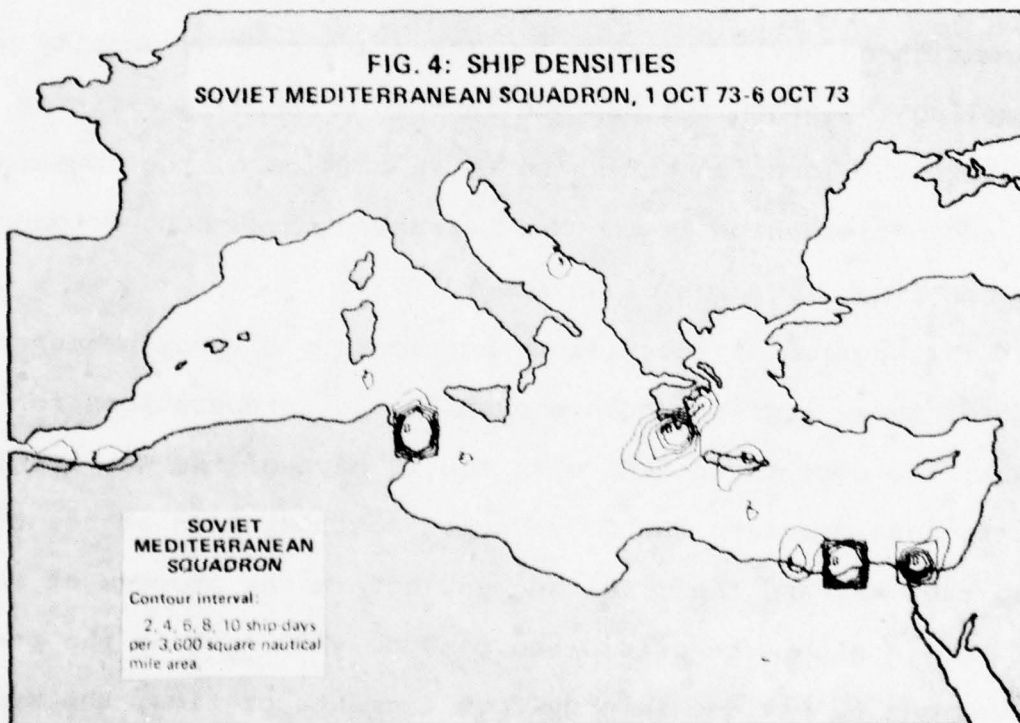 FIG. 4: SHIP DENSITIES
SOVIET MEDITERRANEAN SQUADRON, 1 OCT 73-6 OCT 73
SOVIET
MEDITERRANEAN
SQUADRON
Contour interval:
2, 4, 6, 8, 10 ship-days
per 3,600 square nautical
mile area.